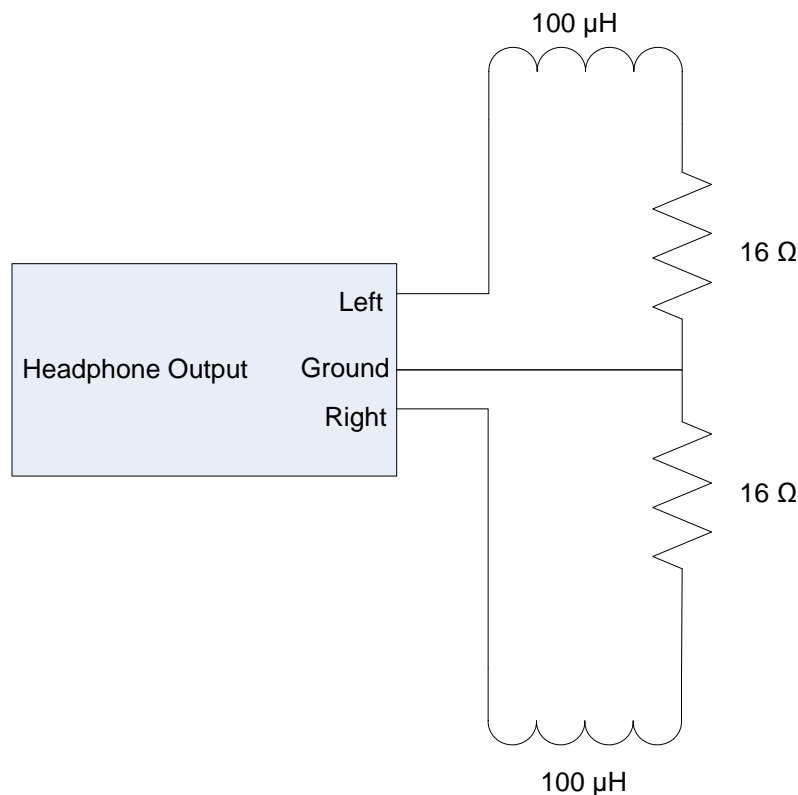 100 µH
16 Ω
Left
Headphone Output
Ground
Right
16 Ω
100 µH